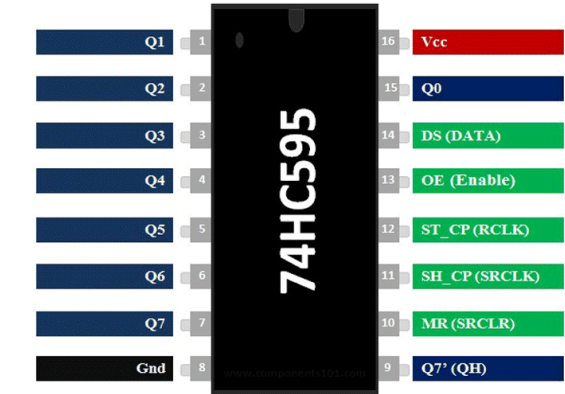 Q1 1 16 Vcc
Q2 2 15 Q0
Q3 3 14 DS (DATA)
Q4 4 13 OE (Enable)
Q5 5 12 ST_CP (RCLK)
Q6 6 11 SH_CP (SRCLK)
Q7 7 10 MR (SRCLR)
Gnd 8 9 Q7’ (QH)
74HC595
www.components101.com